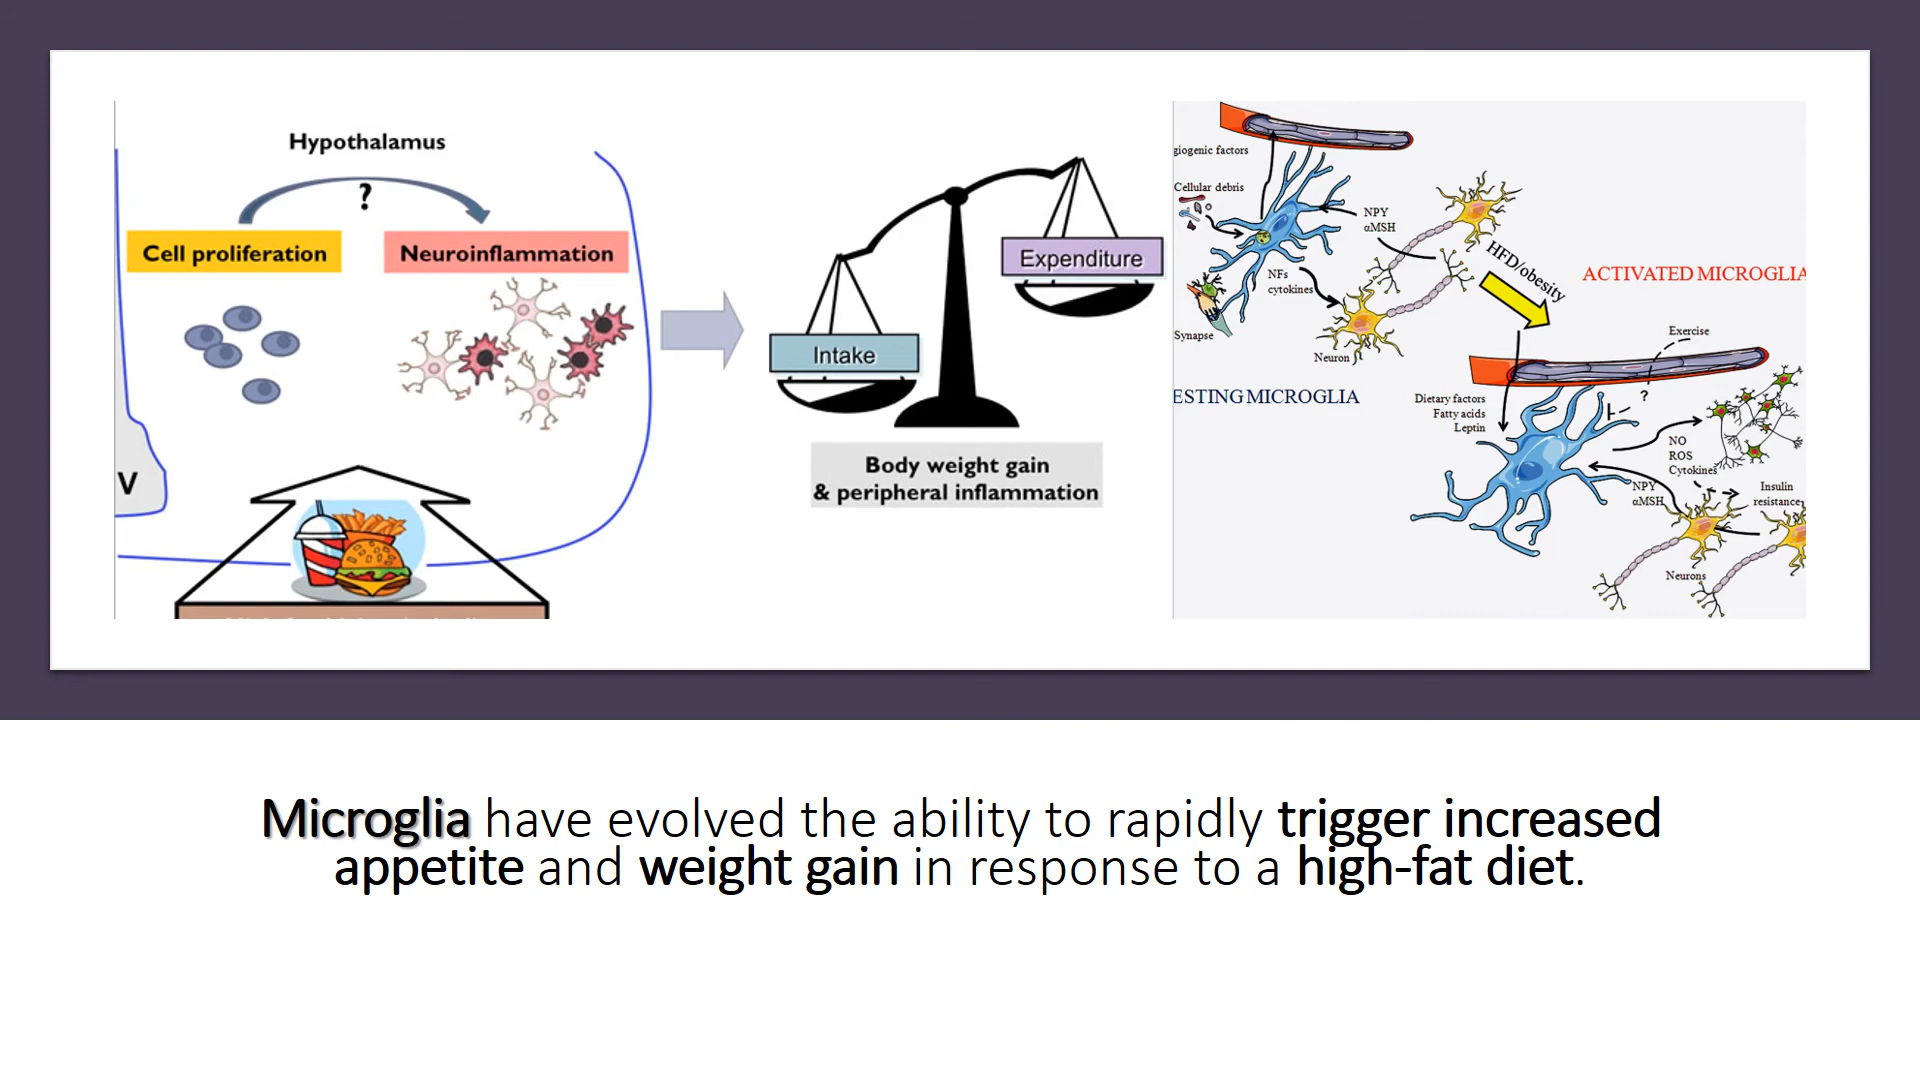 Hypothalamus
?
Cell proliferation
Neuroinflammation
V
Intake
Expenditure
Body weight gain
& peripheral inflammation
giogenic factors
Cellular debris
NPY
αMSH
NFs
cytokines
Synapse
Neuron
HFD/obesity
ACTIVATED MICROGLIA
ESTING MICROGLIA
Exercise
?
Dietary factors
Fatty acids
Leptin
NO
ROS
Cytokines
NPY
αMSH
Insulin
resistance
Neurons
Microglia have evolved the ability to rapidly trigger increased
appetite and weight gain in response to a high-fat diet.